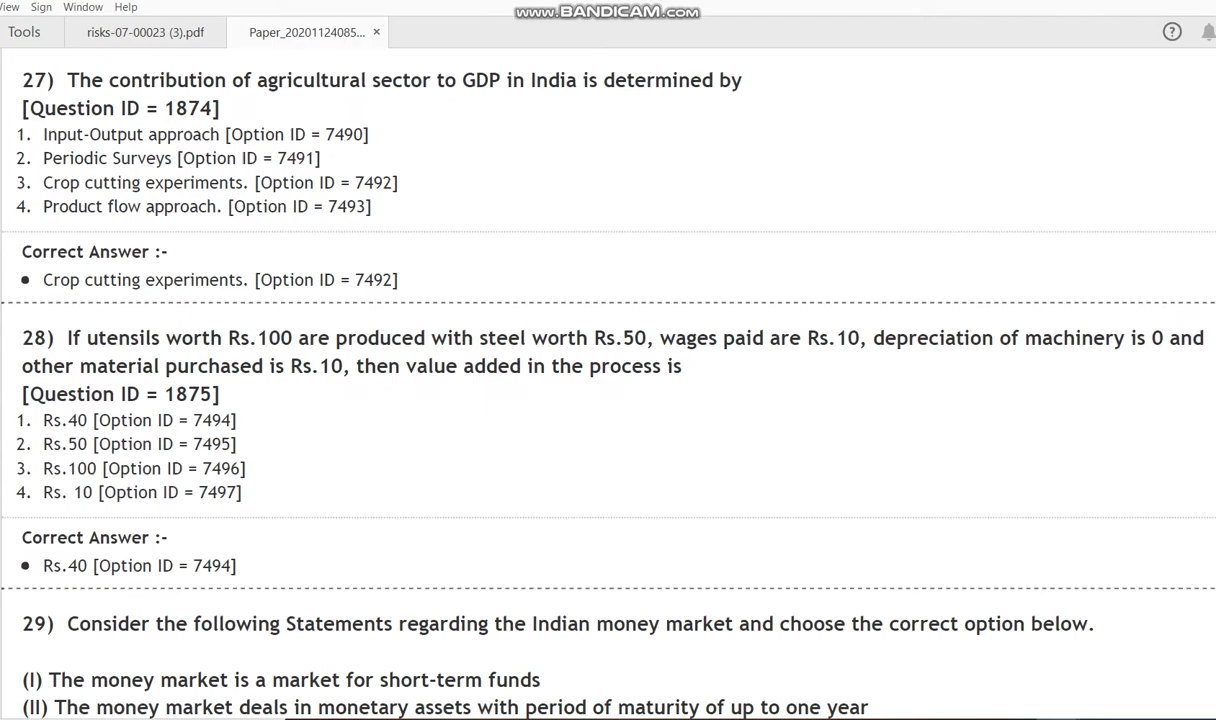 View Sign Window Help
www.BANDICAM.com
Tools risks-07-00023 (3).pdf Paper_20201124085... ×
?
27) The contribution of agricultural sector to GDP in India is determined by
[Question ID = 1874]
1. Input-Output approach [Option ID = 7490]
2. Periodic Surveys [Option ID = 7491]
3. Crop cutting experiments. [Option ID = 7492]
4. Product flow approach. [Option ID = 7493]
Correct Answer :-
• Crop cutting experiments. [Option ID = 7492]
28) If utensils worth Rs.100 are produced with steel worth Rs.50, wages paid are Rs.10, depreciation of machinery is 0 and
other material purchased is Rs.10, then value added in the process is
[Question ID = 1875]
1. Rs.40 [Option ID = 7494]
2. Rs.50 [Option ID = 7495]
3. Rs.100 [Option ID = 7496]
4. Rs. 10 [Option ID = 7497]
Correct Answer :-
• Rs.40 [Option ID = 7494]
29) Consider the following Statements regarding the Indian money market and choose the correct option below.
(I) The money market is a market for short-term funds
(II) The money market deals in monetary assets with period of maturity of up to one year